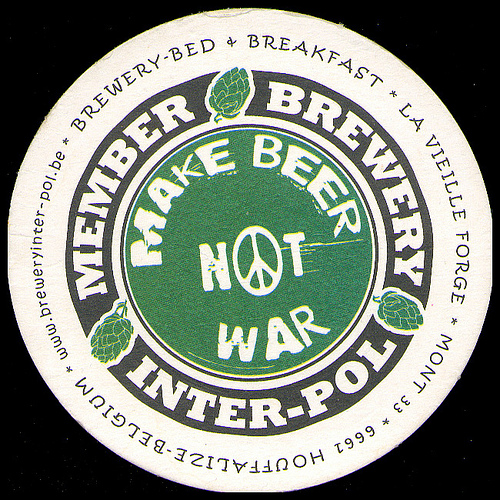 BREWERY-BED & BREAKFAST * LA VIEILLE FORGE * MONT 33 * 6661 HOUFFALIZE-BELGIUM * www.breweryinter-pol.be *
MEMBER BREWERY INTER-POL
MAKE BEER
NOT
WAR